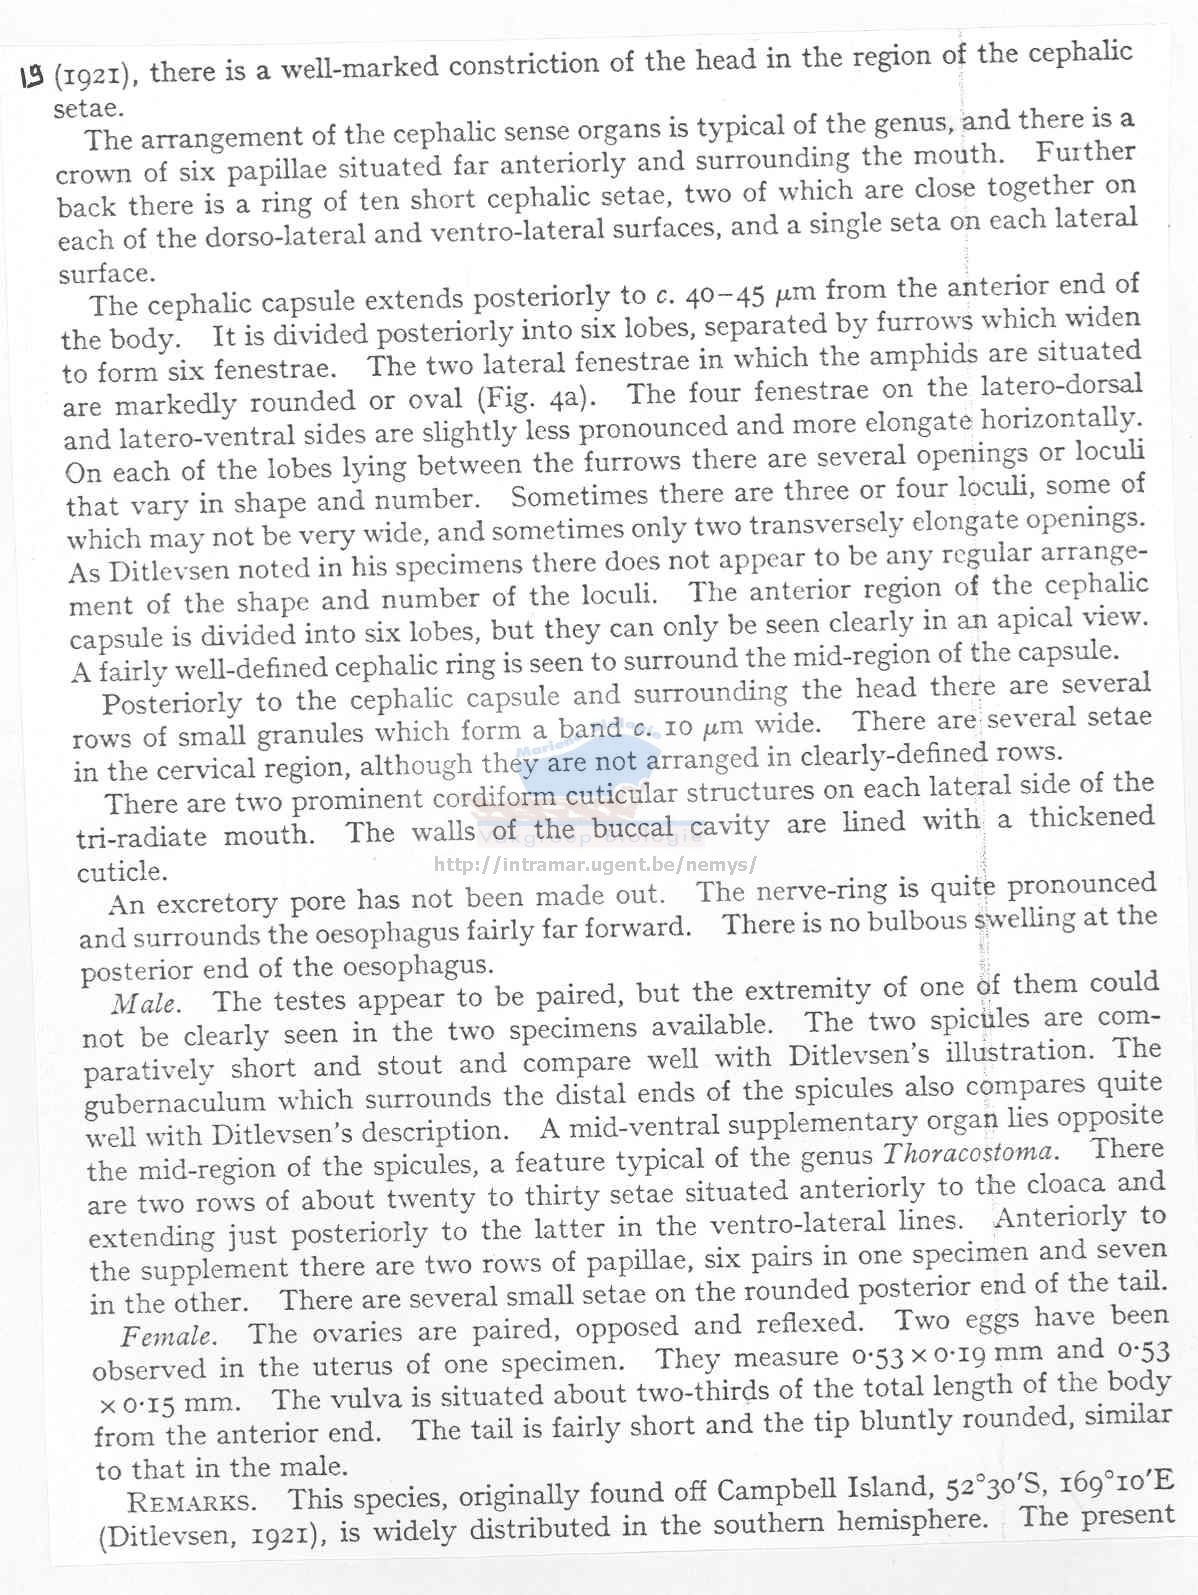 19 (1921), there is a well-marked constriction of the head in the region of the cephalic
setae.
The arrangement of the cephalic sense organs is typical of the genus, and there is a
crown of six papillae situated far anteriorly and surrounding the mouth. Further
back there is a ring of ten short cephalic setae, two of which are close together on
each of the dorso-lateral and ventro-lateral surfaces, and a single seta on each lateral
surface.
The cephalic capsule extends posteriorly to c. 40–45 μm from the anterior end of
the body. It is divided posteriorly into six lobes, separated by furrows which widen
to form six fenestrae. The two lateral fenestrae in which the amphids are situated
are markedly rounded or oval (Fig. 4a). The four fenestrae on the latero-dorsal
and latero-ventral sides are slightly less pronounced and more elongate horizontally.
On each of the lobes lying between the furrows there are several openings or loculi
that vary in shape and number. Sometimes there are three or four loculi, some of
which may not be very wide, and sometimes only two transversely elongate openings.
As Ditlevsen noted in his specimens there does not appear to be any regular arrange-
ment of the shape and number of the loculi. The anterior region of the cephalic
capsule is divided into six lobes, but they can only be seen clearly in an apical view.
A fairly well-defined cephalic ring is seen to surround the mid-region of the capsule.
Posteriorly to the cephalic capsule and surrounding the head there are several
rows of small granules which form a band c. 10 μm wide. There are several setae
in the cervical region, although they are not arranged in clearly-defined rows.
There are two prominent cordiform cuticular structures on each lateral side of the
tri-radiate mouth. The walls of the buccal cavity are lined with a thickened
cuticle.
Vakgroep Biologie
http://intramar.ugent.be/nemys/
An excretory pore has not been made out. The nerve-ring is quite pronounced
and surrounds the oesophagus fairly far forward. There is no bulbous swelling at the
posterior end of the oesophagus.
Male. The testes appear to be paired, but the extremity of one of them could
not be clearly seen in the two specimens available. The two spicules are com-
paratively short and stout and compare well with Ditlevsen's illustration. The
gubernaculum which surrounds the distal ends of the spicules also compares quite
well with Ditlevsen's description. A mid-ventral supplementary organ lies opposite
the mid-region of the spicules, a feature typical of the genus Thoracostoma. There
are two rows of about twenty to thirty setae situated anteriorly to the cloaca and
extending just posteriorly to the latter in the ventro-lateral lines. Anteriorly to
the supplement there are two rows of papillae, six pairs in one specimen and seven
in the other. There are several small setae on the rounded posterior end of the tail.
Female. The ovaries are paired, opposed and reflexed. Two eggs have been
observed in the uterus of one specimen. They measure 0·53 × 0·19 mm and 0·53
× 0·15 mm. The vulva is situated about two-thirds of the total length of the body
from the anterior end. The tail is fairly short and the tip bluntly rounded, similar
to that in the male.
REMARKS. This species, originally found off Campbell Island, 52°30′S, 169°10′E
(Ditlevsen, 1921), is widely distributed in the southern hemisphere. The present